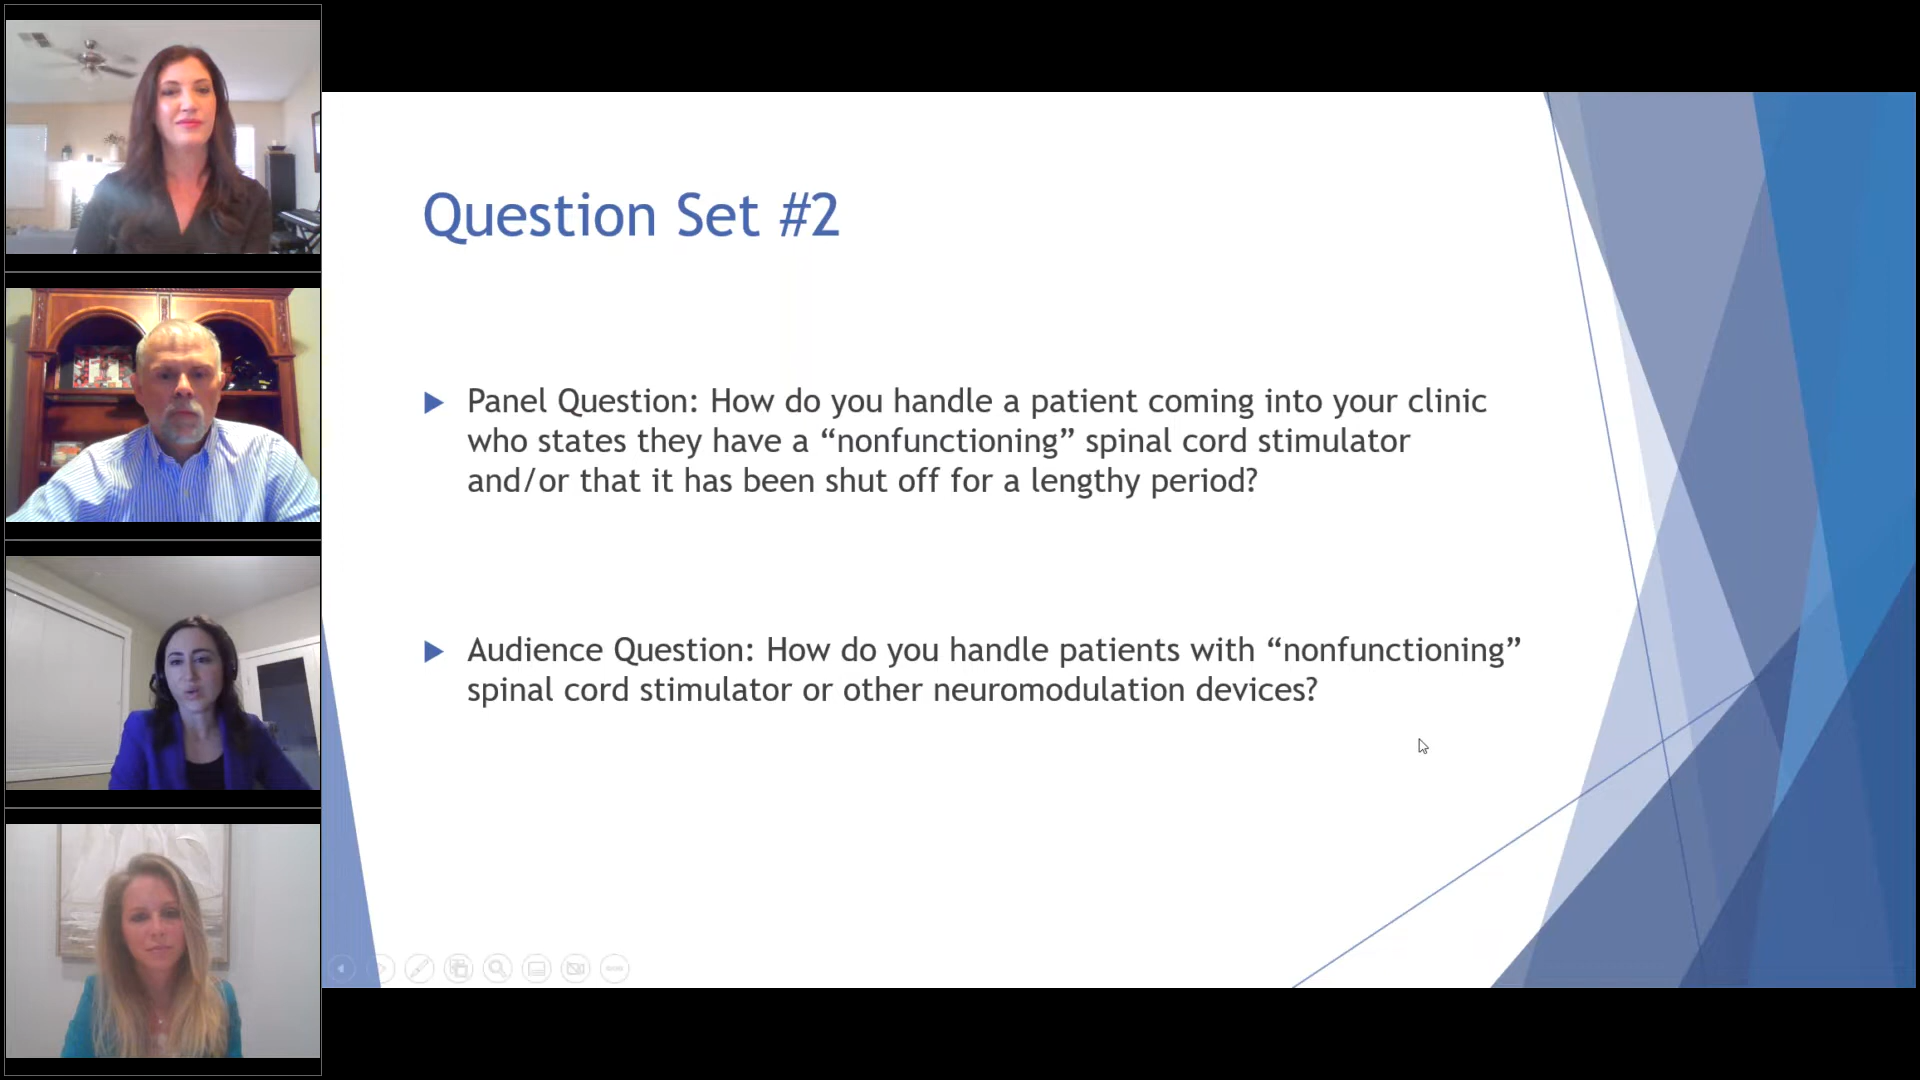 Question Set #2
Panel Question: How do you handle a patient coming into your clinic
who states they have a “nonfunctioning” spinal cord stimulator
and/or that it has been shut off for a lengthy period?
Audience Question: How do you handle patients with “nonfunctioning”
spinal cord stimulator or other neuromodulation devices?